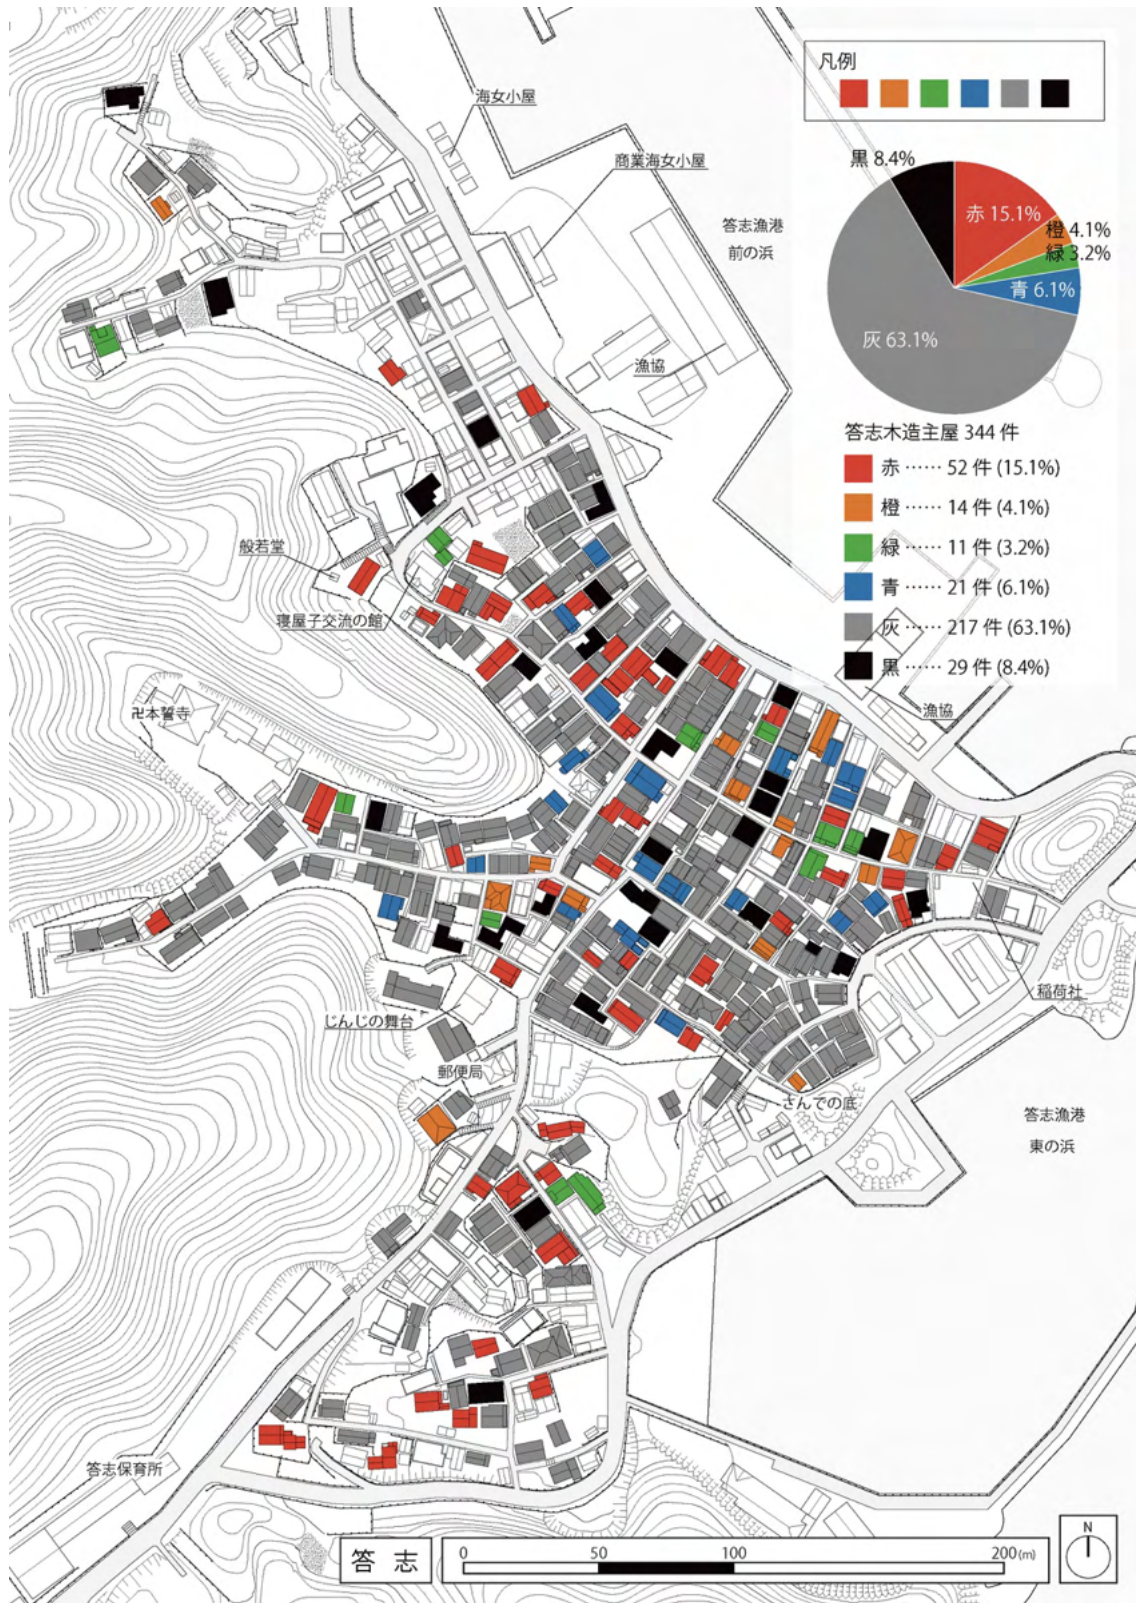 凡例
海女小屋
商業海女小屋
答志漁港
前の浜
漁協
黒 8.4%
赤 15.1%
橙 4.1%
緑 3.2%
青 6.1%
灰 63.1%
答志木造主屋 344 件
赤 …… 52 件 (15.1%)
橙 …… 14 件 (4.1%)
緑 …… 11 件 (3.2%)
青 …… 21 件 (6.1%)
灰 …… 217 件 (63.1%)
黒 …… 29 件 (8.4%)
般若堂
寝屋子交流の館
卍本誓寺
漁協
稲荷社
じんじの舞台
郵便局
さんでの底
答志漁港
東の浜
答志保育所
答 志
0 50 100 200(m)
N